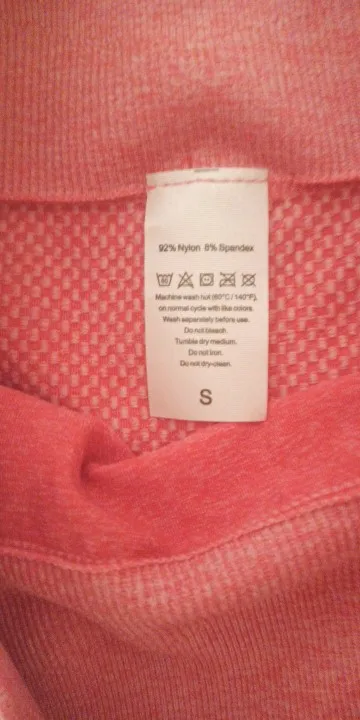 92% Nylon 8% Spandex
60
Machine wash hot (60°C / 140°F),
on normal cycle with like colors.
Wash separately before use.
Do not bleach.
Tumble dry medium.
Do not iron.
Do not dry-clean.
S